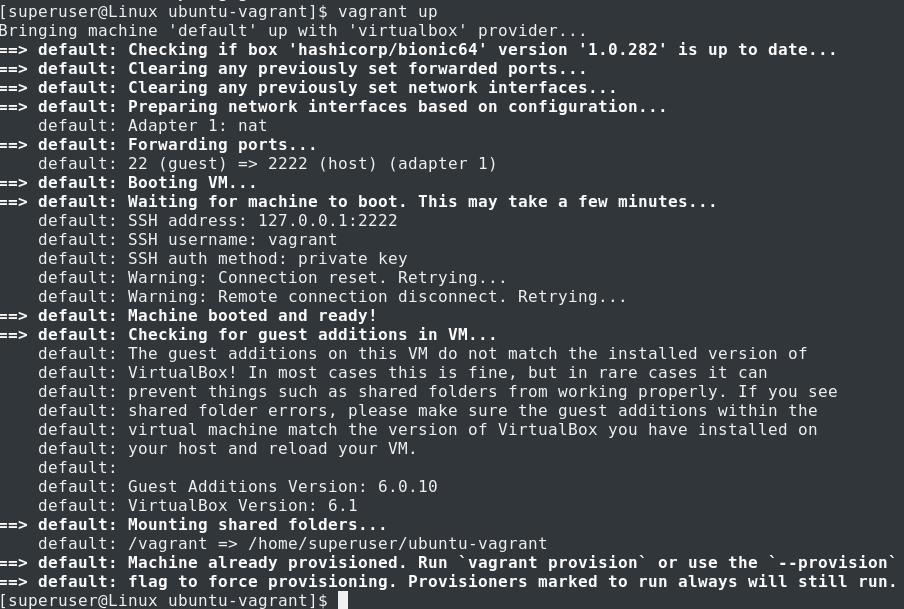 [superuser@Linux ubuntu-vagrant]$ vagrant up
Bringing machine 'default' up with 'virtualbox' provider...
==> default: Checking if box 'hashicorp/bionic64' version '1.0.282' is up to date...
==> default: Clearing any previously set forwarded ports...
==> default: Clearing any previously set network interfaces...
==> default: Preparing network interfaces based on configuration...
    default: Adapter 1: nat
==> default: Forwarding ports...
    default: 22 (guest) => 2222 (host) (adapter 1)
==> default: Booting VM...
==> default: Waiting for machine to boot. This may take a few minutes...
    default: SSH address: 127.0.0.1:2222
    default: SSH username: vagrant
    default: SSH auth method: private key
    default: Warning: Connection reset. Retrying...
    default: Warning: Remote connection disconnect. Retrying...
==> default: Machine booted and ready!
==> default: Checking for guest additions in VM...
    default: The guest additions on this VM do not match the installed version of
    default: VirtualBox! In most cases this is fine, but in rare cases it can
    default: prevent things such as shared folders from working properly. If you see
    default: shared folder errors, please make sure the guest additions within the
    default: virtual machine match the version of VirtualBox you have installed on
    default: your host and reload your VM.
    default:
    default: Guest Additions Version: 6.0.10
    default: VirtualBox Version: 6.1
==> default: Mounting shared folders...
    default: /vagrant => /home/superuser/ubuntu-vagrant
==> default: Machine already provisioned. Run `vagrant provision` or use the `--provision`
==> default: flag to force provisioning. Provisioners marked to run always will still run.
[superuser@Linux ubuntu-vagrant]$